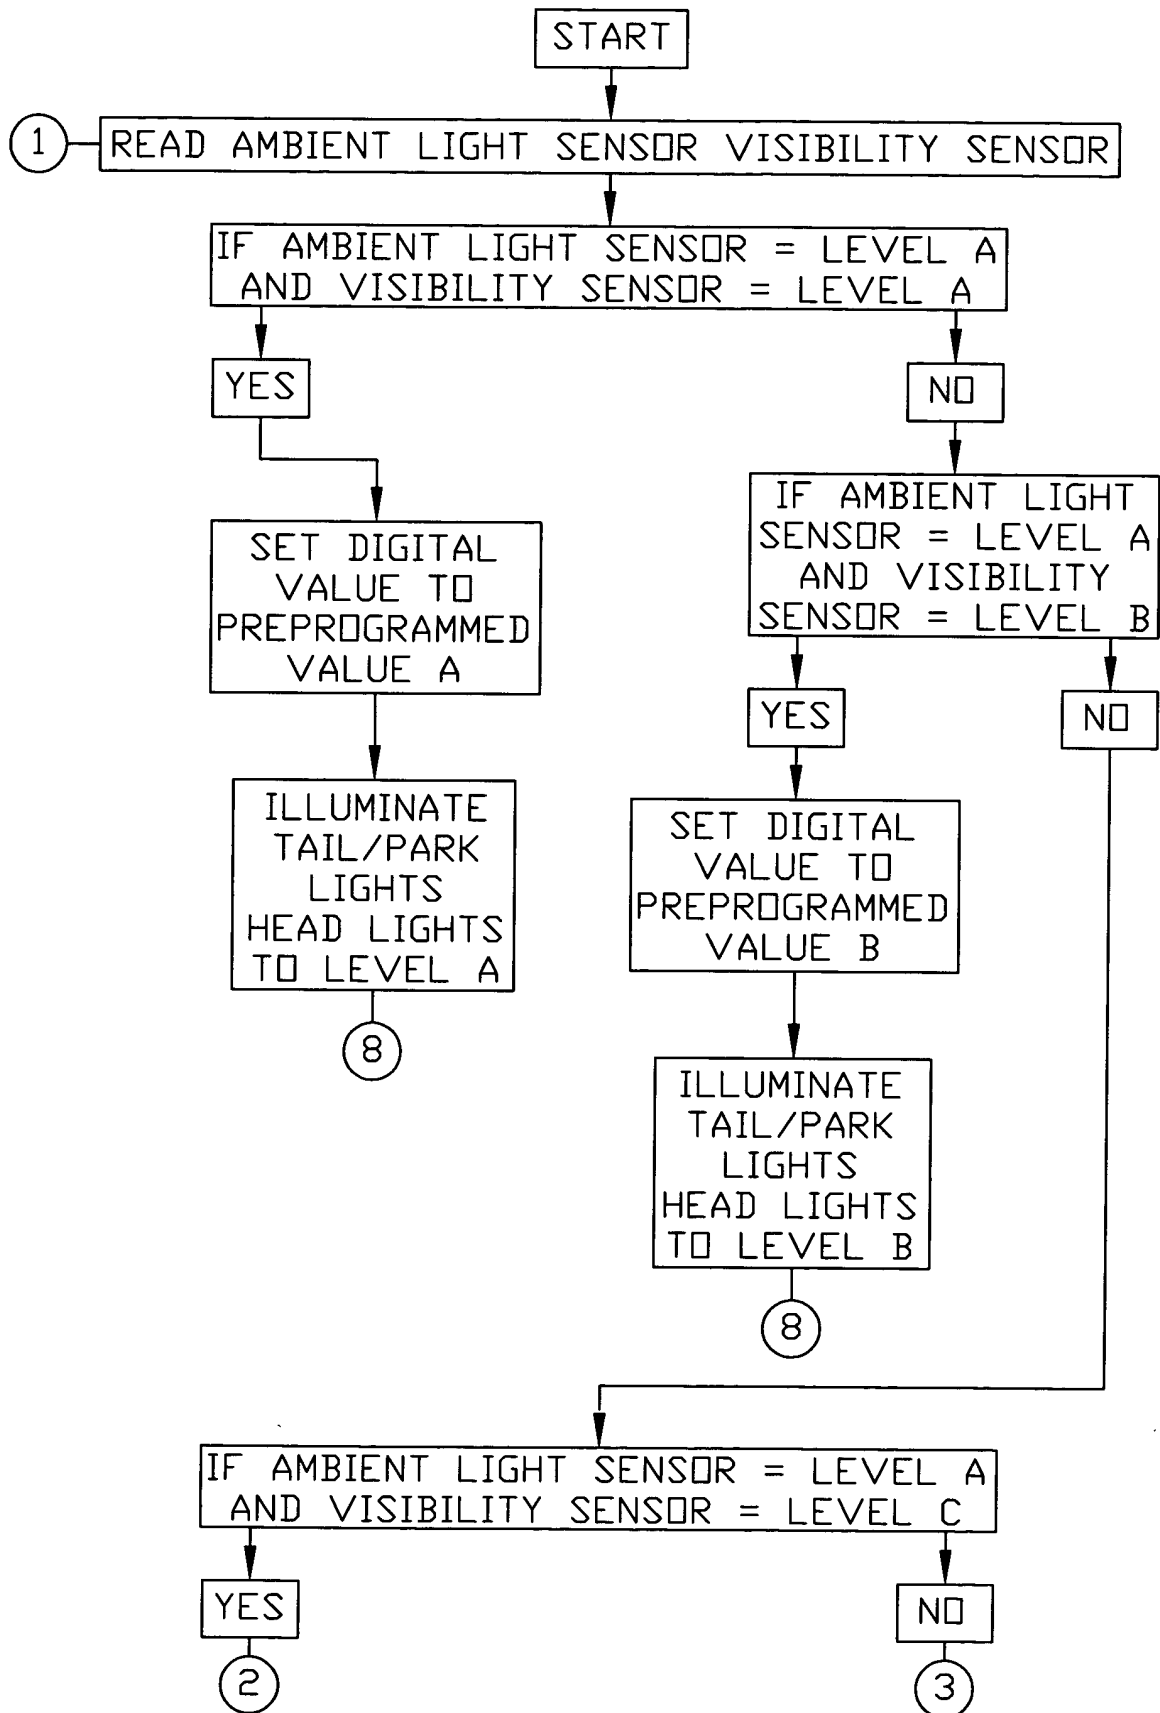 START
1
READ AMBIENT LIGHT SENSOR VISIBILITY SENSOR
IF AMBIENT LIGHT SENSOR = LEVEL A
AND VISIBILITY SENSOR = LEVEL A
YES
NO
SET DIGITAL
VALUE TO
PREPROGRAMMED
VALUE A
ILLUMINATE
TAIL/PARK
LIGHTS
HEAD LIGHTS
TO LEVEL A
8
IF AMBIENT LIGHT
SENSOR = LEVEL A
AND VISIBILITY
SENSOR = LEVEL B
YES
NO
SET DIGITAL
VALUE TO
PREPROGRAMMED
VALUE B
ILLUMINATE
TAIL/PARK
LIGHTS
HEAD LIGHTS
TO LEVEL B
8
IF AMBIENT LIGHT SENSOR = LEVEL A
AND VISIBILITY SENSOR = LEVEL C
YES
NO
2
3